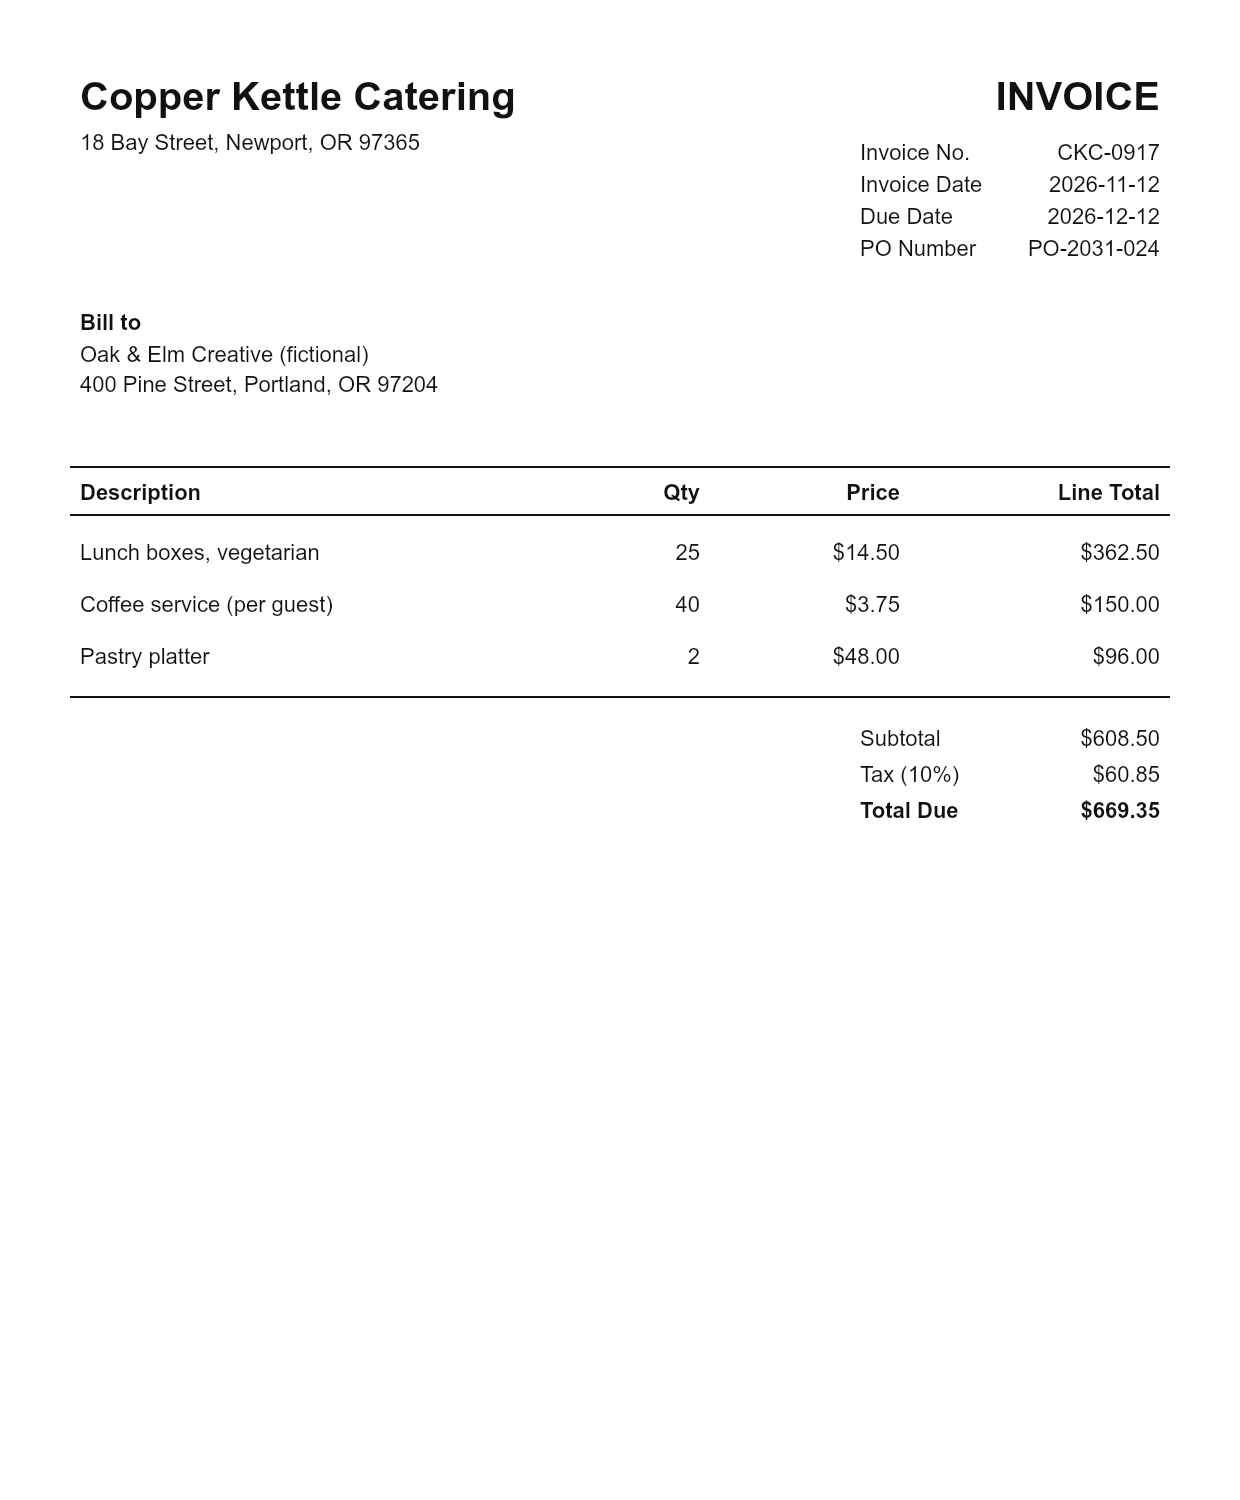 Copper Kettle Catering
18 Bay Street, Newport, OR 97365
INVOICE
Invoice No. CKC-0917
Invoice Date 2026-11-12
Due Date 2026-12-12
PO Number PO-2031-024
Bill to
Oak & Elm Creative (fictional)
400 Pine Street, Portland, OR 97204
Description Qty Price Line Total
Lunch boxes, vegetarian 25 $14.50 $362.50
Coffee service (per guest) 40 $3.75 $150.00
Pastry platter 2 $48.00 $96.00
Subtotal $608.50
Tax (10%) $60.85
Total Due $669.35